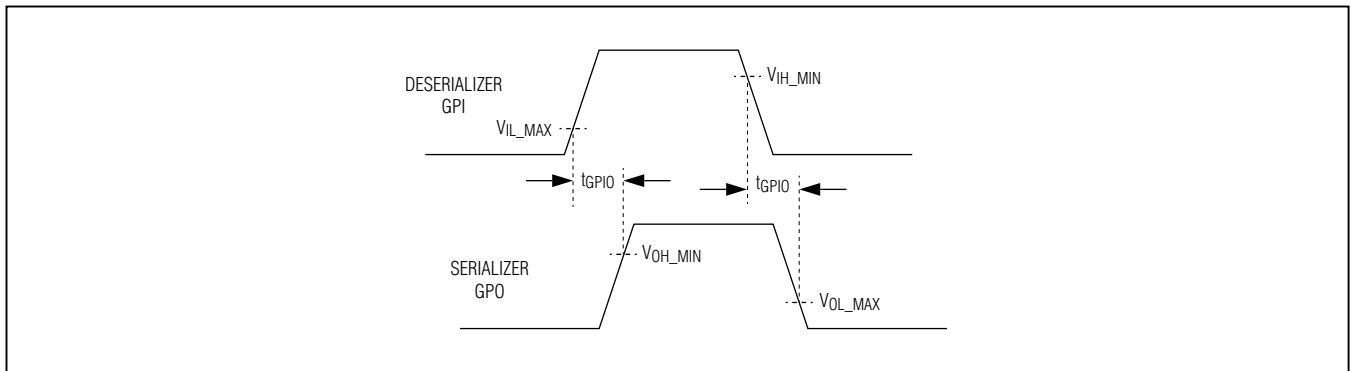 DESERIALIZER
GPI
VIH_MIN
VIL_MAX
tGPIO
tGPIO
SERIALIZER
GPO
VOH_MIN
VOL_MAX